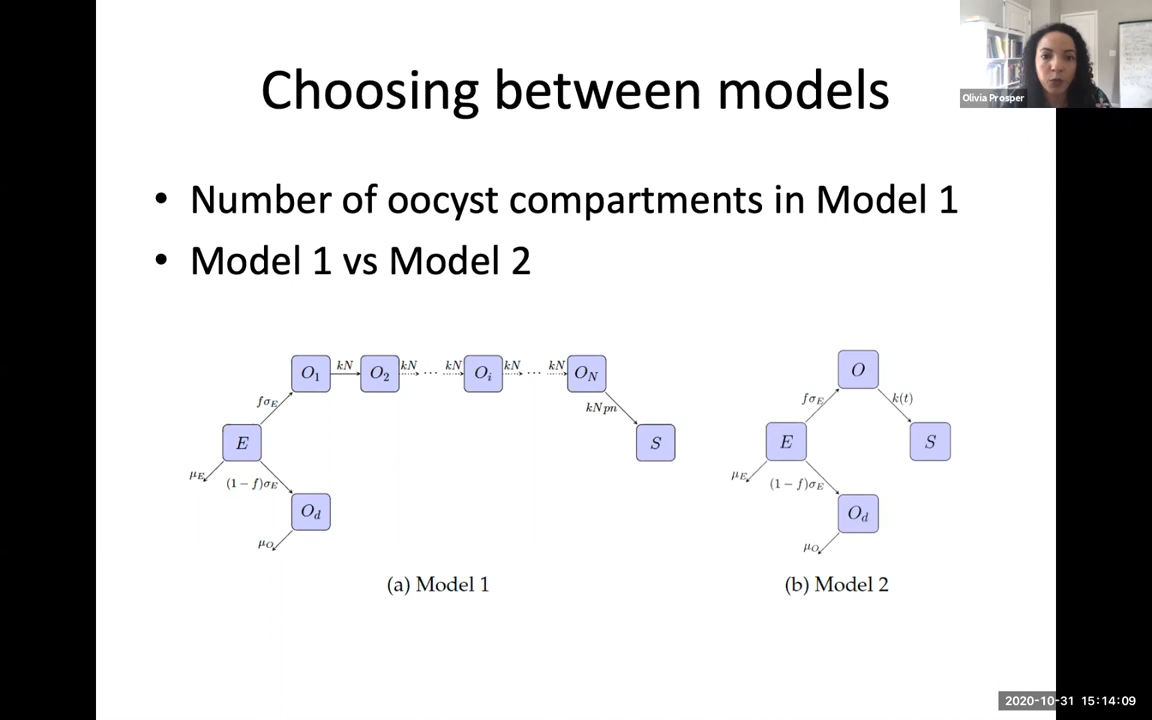 Choosing between models
Olivia Prosper
• Number of oocyst compartments in Model 1
• Model 1 vs Model 2
O₁ kN O₂ kN ... kN Oᵢ kN ... kN O_N
fσ_E kNpn
E S
μ_E (1 − f)σ_E
O_d
μ_O
(a) Model 1
O
fσ_E k(t)
E S
μ_E (1 − f)σ_E
O_d
μ_O
(b) Model 2
2020-10-31 15:14:09